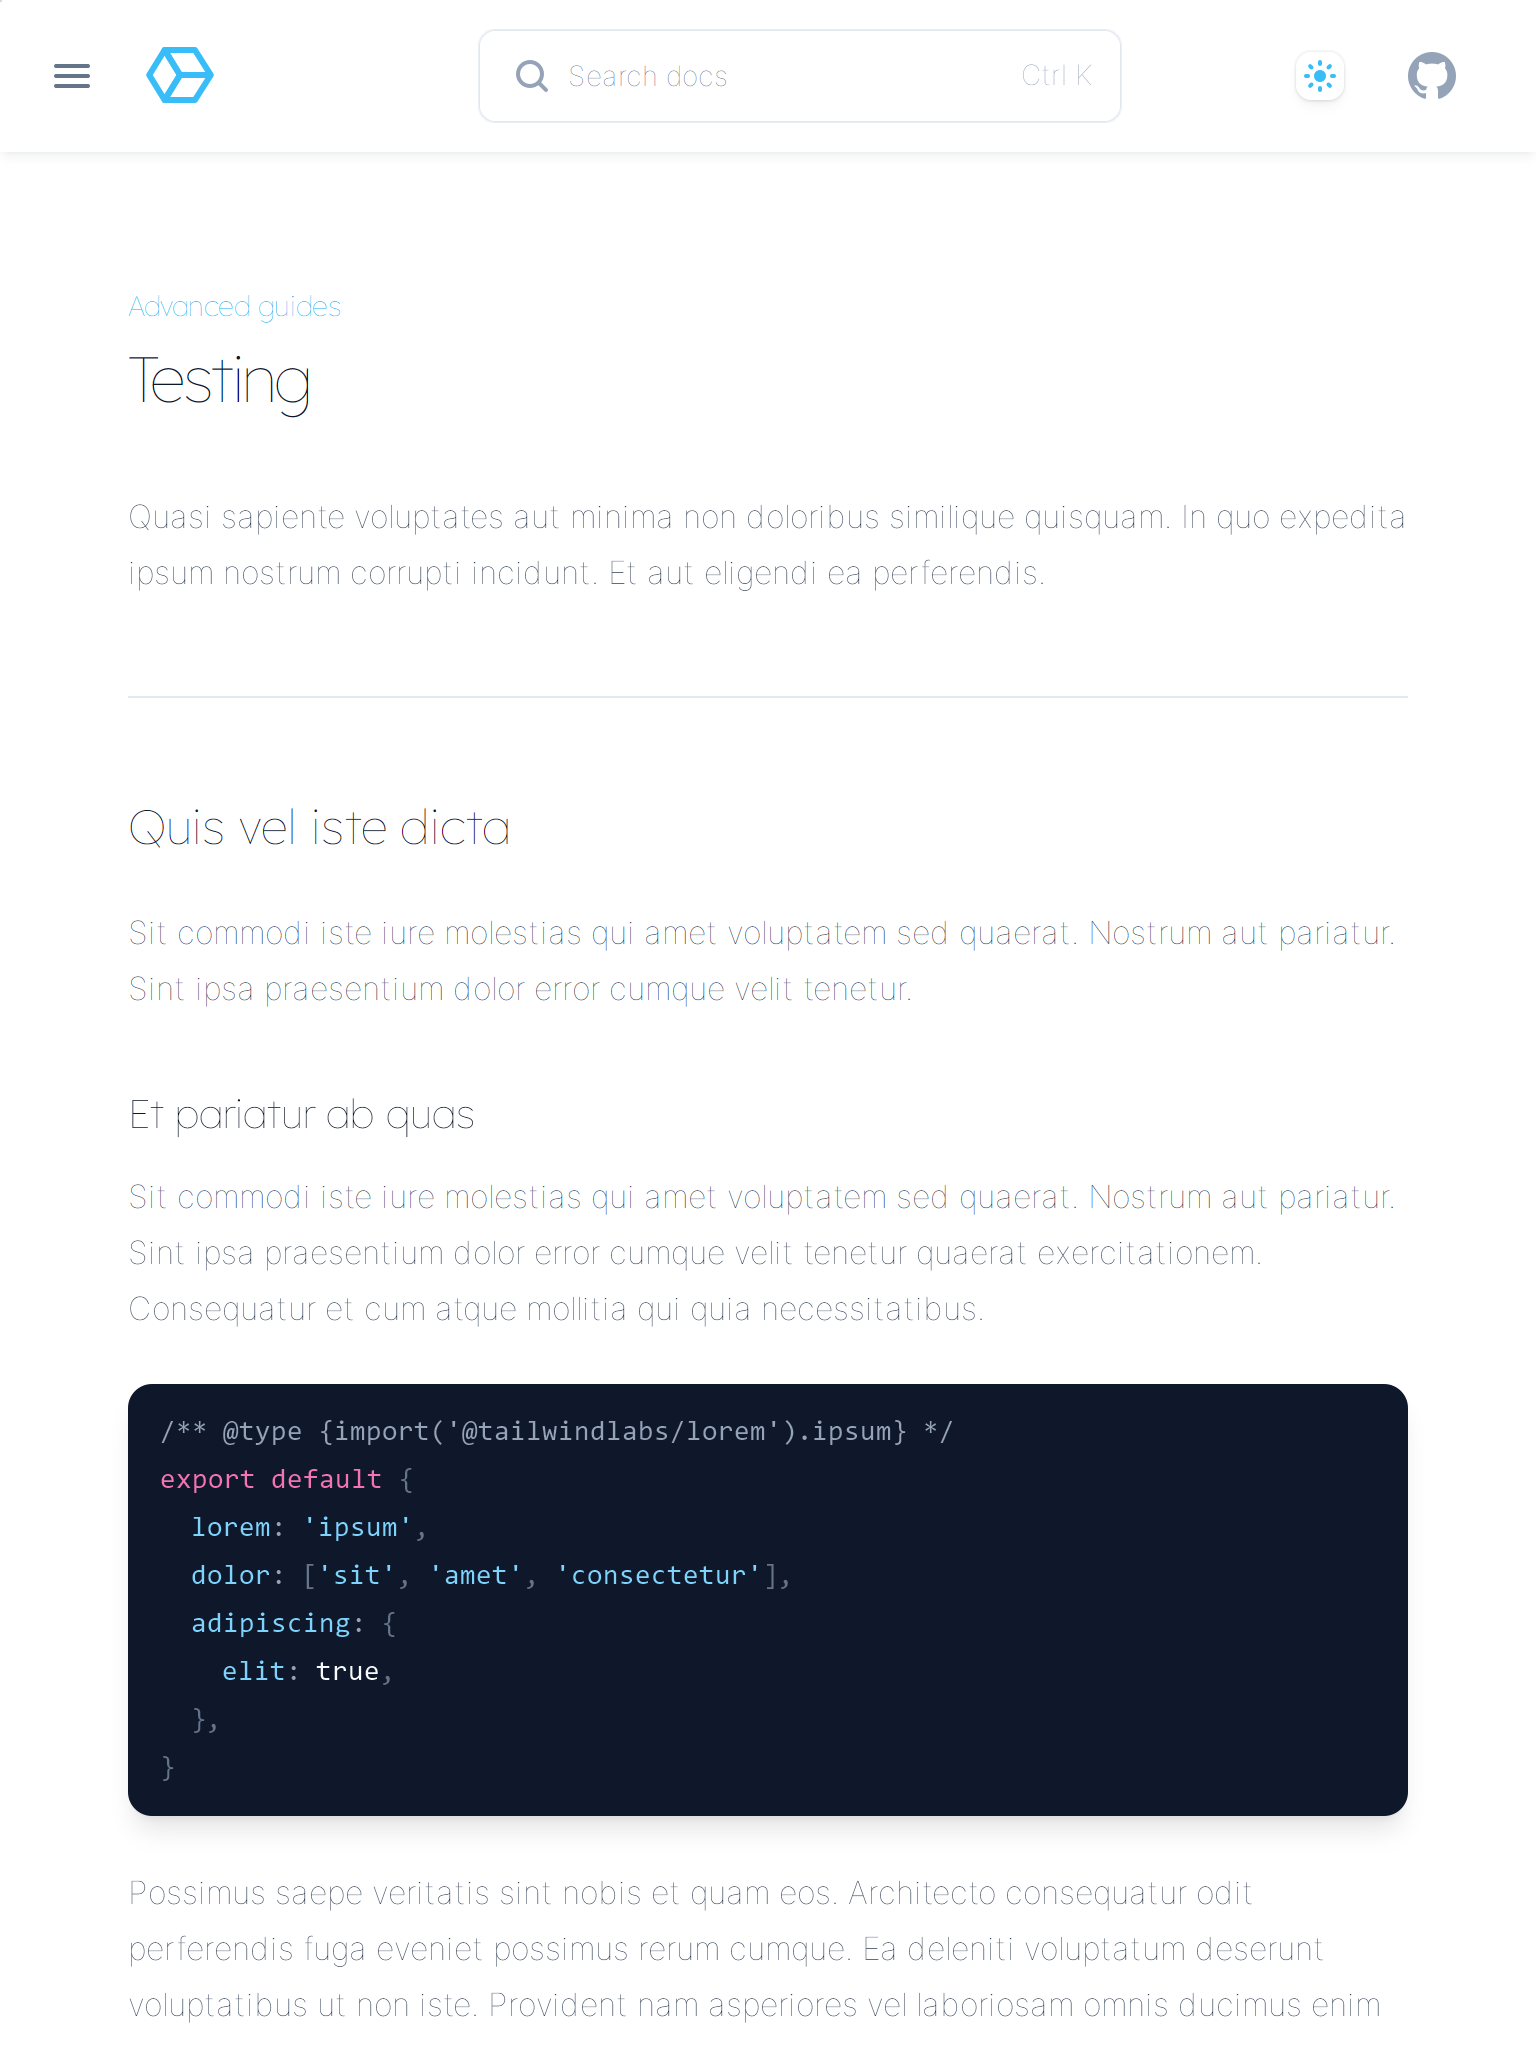 Search docs
Ctrl K
Advanced guides
Testing
Quasi sapiente voluptates aut minima non doloribus similique quisquam. In quo expedita
ipsum nostrum corrupti incidunt. Et aut eligendi ea perferendis.
Quis vel iste dicta
Sit commodi iste iure molestias qui amet voluptatem sed quaerat. Nostrum aut pariatur.
Sint ipsa praesentium dolor error cumque velit tenetur.
Et pariatur ab quas
Sit commodi iste iure molestias qui amet voluptatem sed quaerat. Nostrum aut pariatur.
Sint ipsa praesentium dolor error cumque velit tenetur quaerat exercitationem.
Consequatur et cum atque mollitia qui quia necessitatibus.
/** @type {import('@tailwindlabs/lorem').ipsum} */
export default {
  lorem: 'ipsum',
  dolor: ['sit', 'amet', 'consectetur'],
  adipiscing: {
    elit: true,
  },
}
Possimus saepe veritatis sint nobis et quam eos. Architecto consequatur odit
perferendis fuga eveniet possimus rerum cumque. Ea deleniti voluptatum deserunt
voluptatibus ut non iste. Provident nam asperiores vel laboriosam omnis ducimus enim